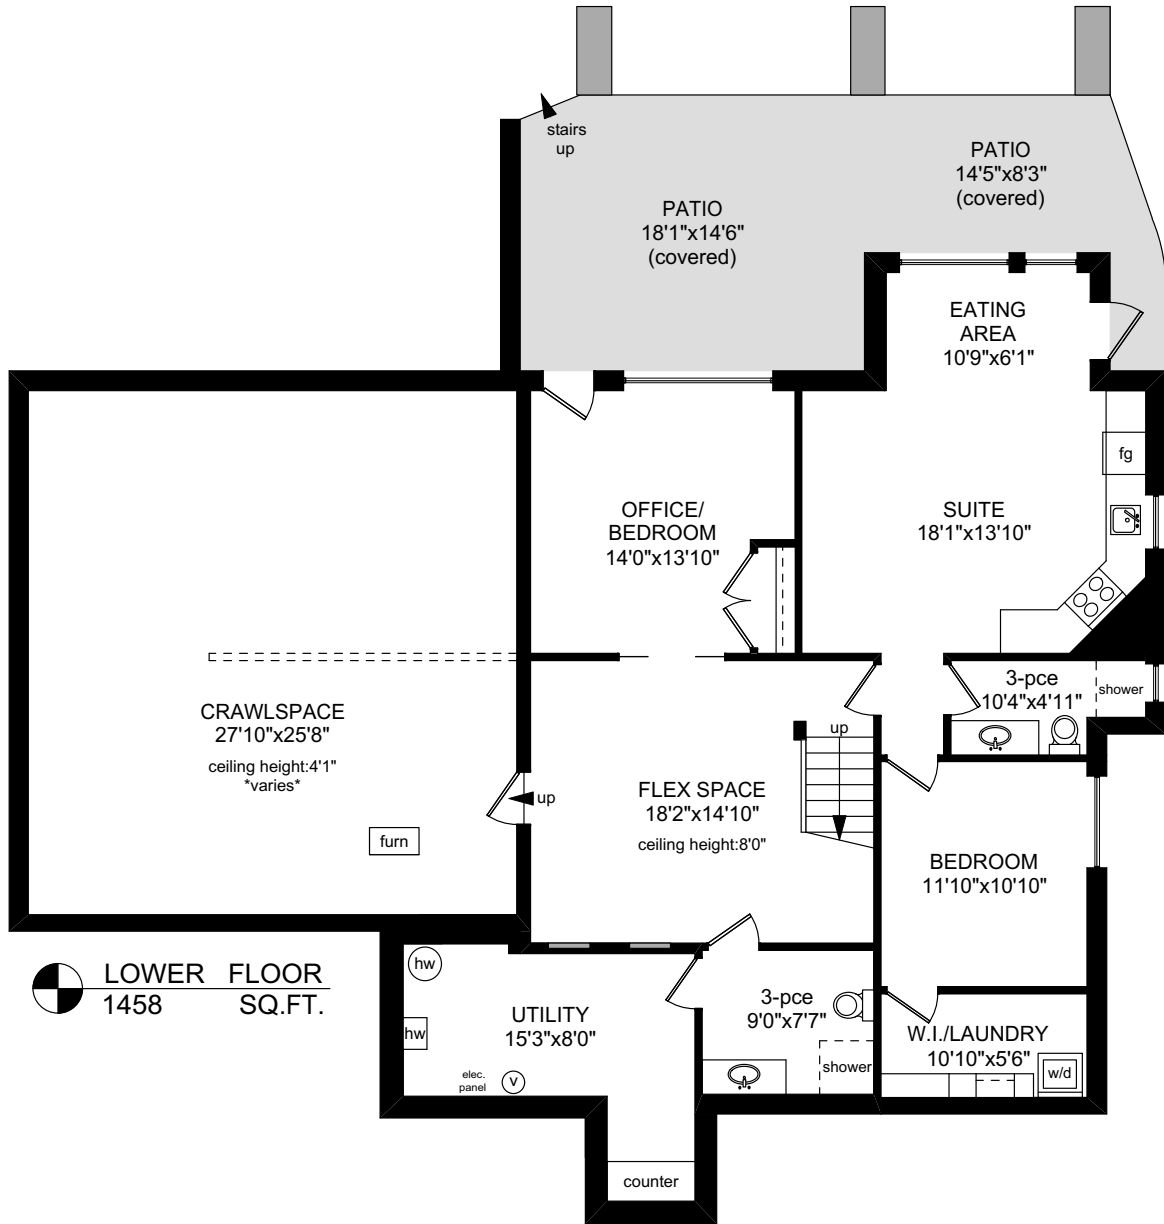 stairs
up
PATIO
14'5"x8'3"
(covered)
PATIO
18'1"x14'6"
(covered)
EATING
AREA
10'9"x6'1"
fg
OFFICE/
BEDROOM
14'0"x13'10"
SUITE
18'1"x13'10"
3-pce
10'4"x4'11"
shower
CRAWLSPACE
27'10"x25'8"
ceiling height:4'1"
*varies*
up
up
furn
FLEX SPACE
18'2"x14'10"
ceiling height:8'0"
BEDROOM
11'10"x10'10"
LOWER FLOOR
1458 SQ.FT.
hw
hw
UTILITY
15'3"x8'0"
elec.
panel
v
3-pce
9'0"x7'7"
shower
W.I./LAUNDRY
10'10"x5'6"
w/d
counter